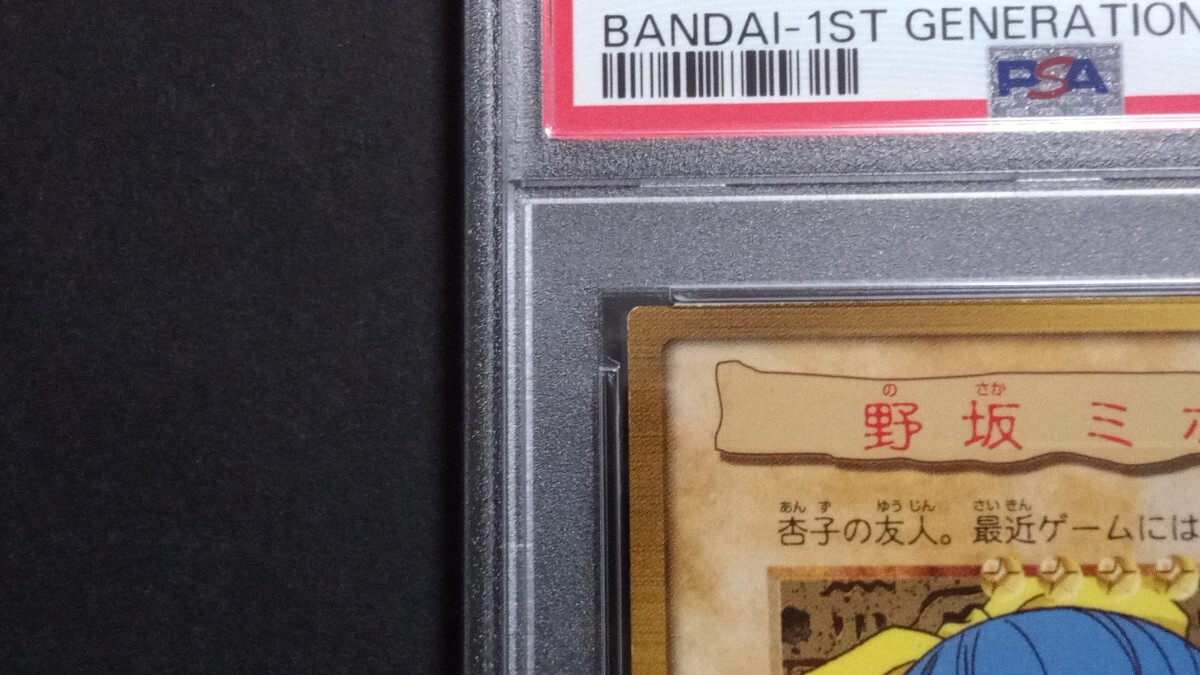 BANDAI-1ST GENERATION
PSA
の さか
野坂ミ
あんず ゆうじん さいきん
杏子の友人。最近ゲームには